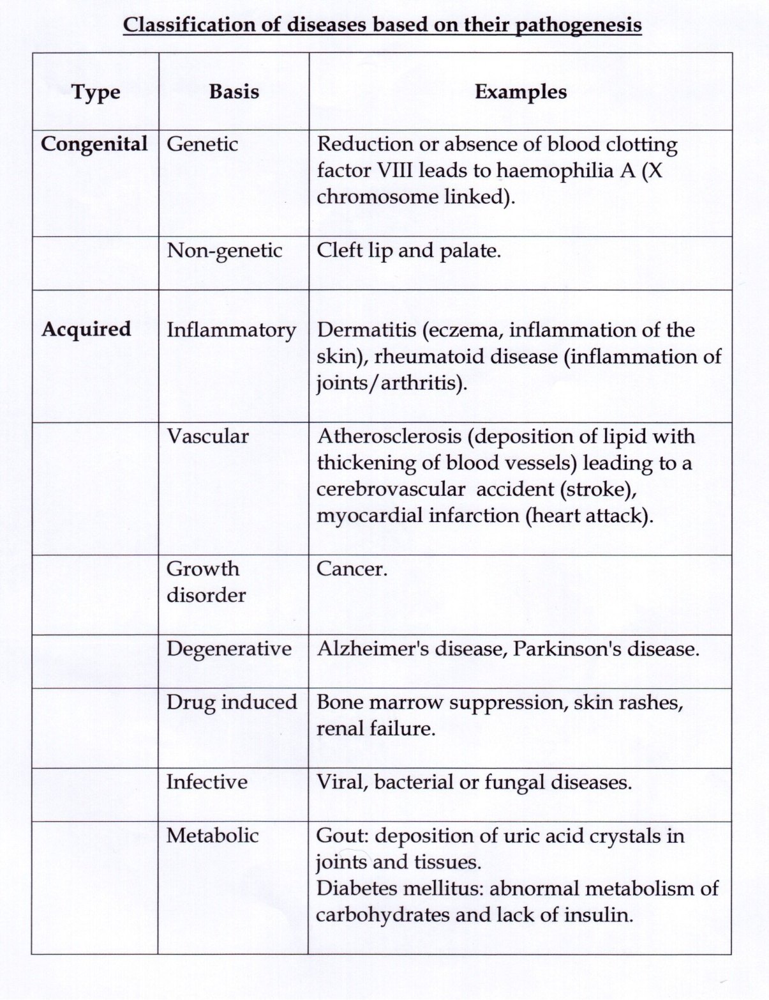 Classification of diseases based on their pathogenesis
Type Basis Examples
Congenital Genetic Reduction or absence of blood clotting
factor VIII leads to haemophilia A (X
chromosome linked).
Non-genetic Cleft lip and palate.
Acquired Inflammatory Dermatitis (eczema, inflammation of the
skin), rheumatoid disease (inflammation of
joints/arthritis).
Vascular Atherosclerosis (deposition of lipid with
thickening of blood vessels) leading to a
cerebrovascular accident (stroke),
myocardial infarction (heart attack).
Growth Cancer.
disorder
Degenerative Alzheimer's disease, Parkinson's disease.
Drug induced Bone marrow suppression, skin rashes,
renal failure.
Infective Viral, bacterial or fungal diseases.
Metabolic Gout: deposition of uric acid crystals in
joints and tissues.
Diabetes mellitus: abnormal metabolism of
carbohydrates and lack of insulin.